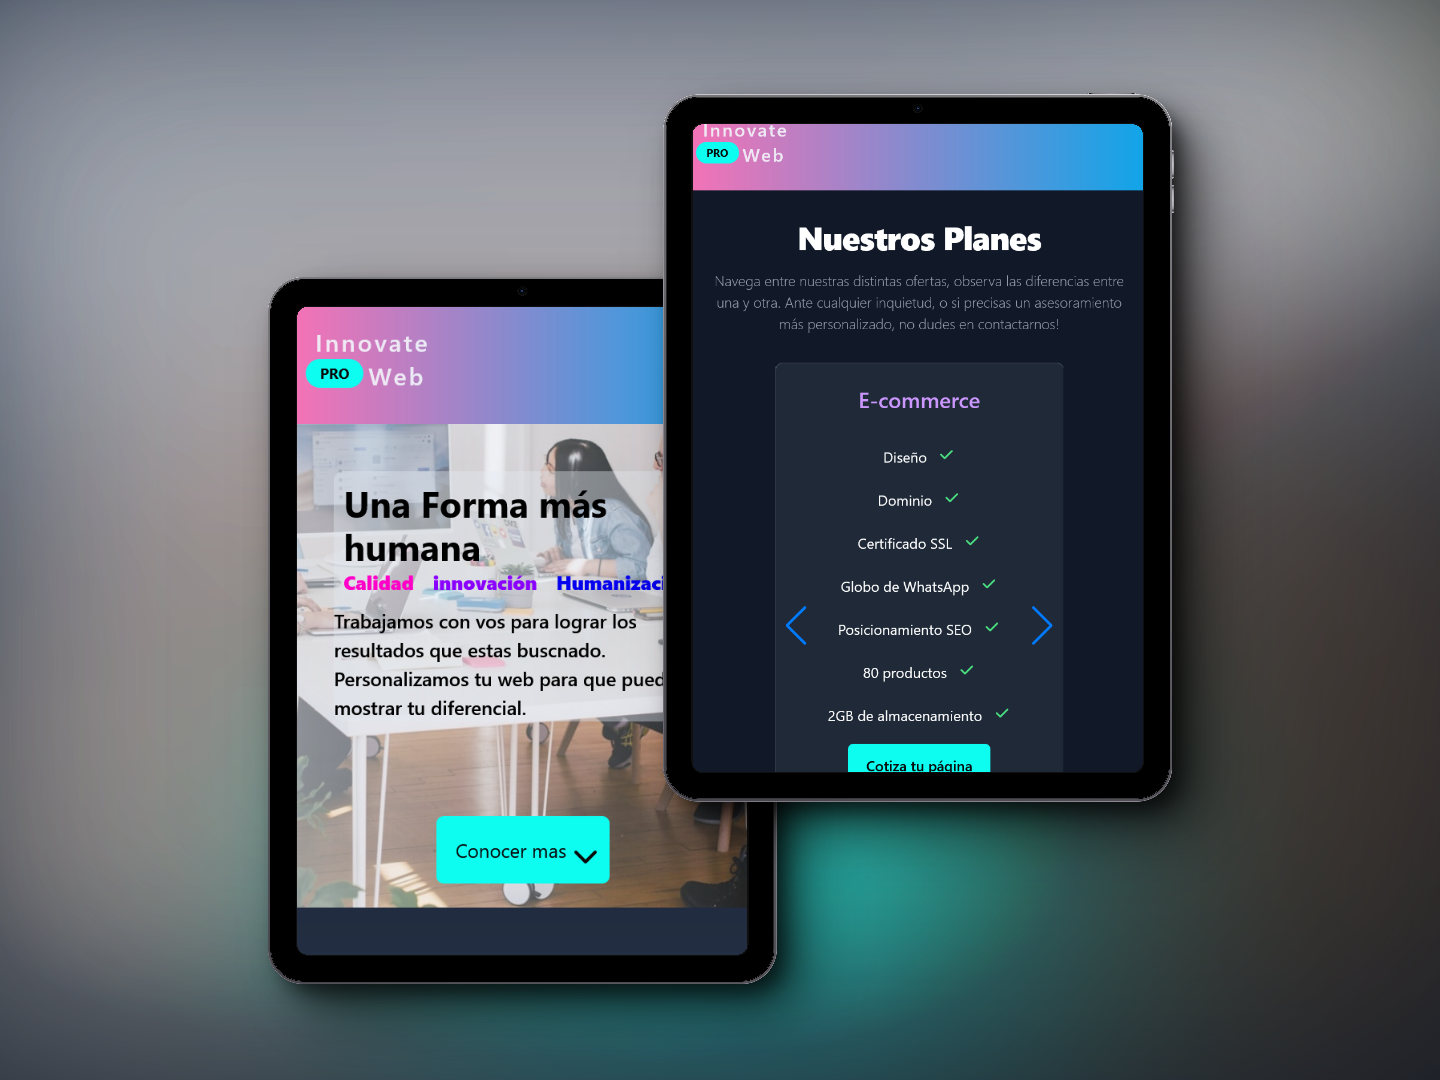 Innovate
PRO Web
Una Forma más
humana
Calidad innovación
Trabajamos con vos para lograr los
resultados que estas buscnado.
Personalizamos tu web para que
mostrar tu diferencial.
Conocer mas
Innovate
PRO Web
Nuestros Planes
Navega entre nuestras distintas ofertas, observa las diferencias entre
una y otra. Ante cualquier inquietud, o si precisas un asesoramiento
más personalizado, no dudes en contactarnos!
E-commerce
Diseño
Dominio
Certificado SSL
Globo de WhatsApp
Posicionamiento SEO
80 productos
2GB de almacenamiento
Cotiza tu página